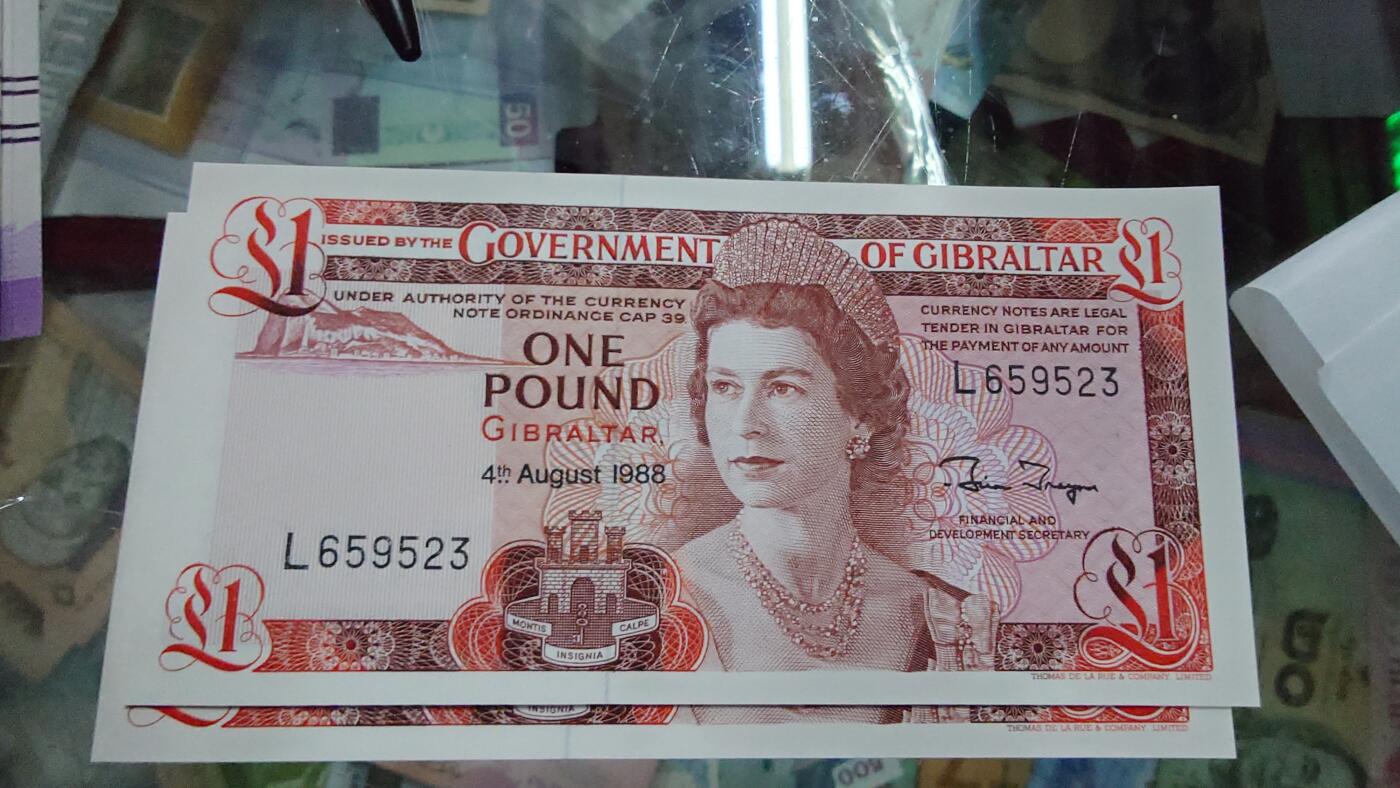 50
£1
ISSUED BY THE GOVERNMENT OF GIBRALTAR
£1
UNDER AUTHORITY OF THE CURRENCY
NOTE ORDINANCE CAP 39
ONE
POUND
GIBRALTAR,
4th August 1988
CURRENCY NOTES ARE LEGAL
TENDER IN GIBRALTAR FOR
THE PAYMENT OF ANY AMOUNT
L659523
FINANCIAL AND
DEVELOPMENT SECRETARY
L659523
£1
MONTIS CALPE
INSIGNIA
£1
THOMAS DE LA RUE & COMPANY, LIMITED
INSIGNIA
THOMAS DE LA RUE & COMPANY, LIMITED
500